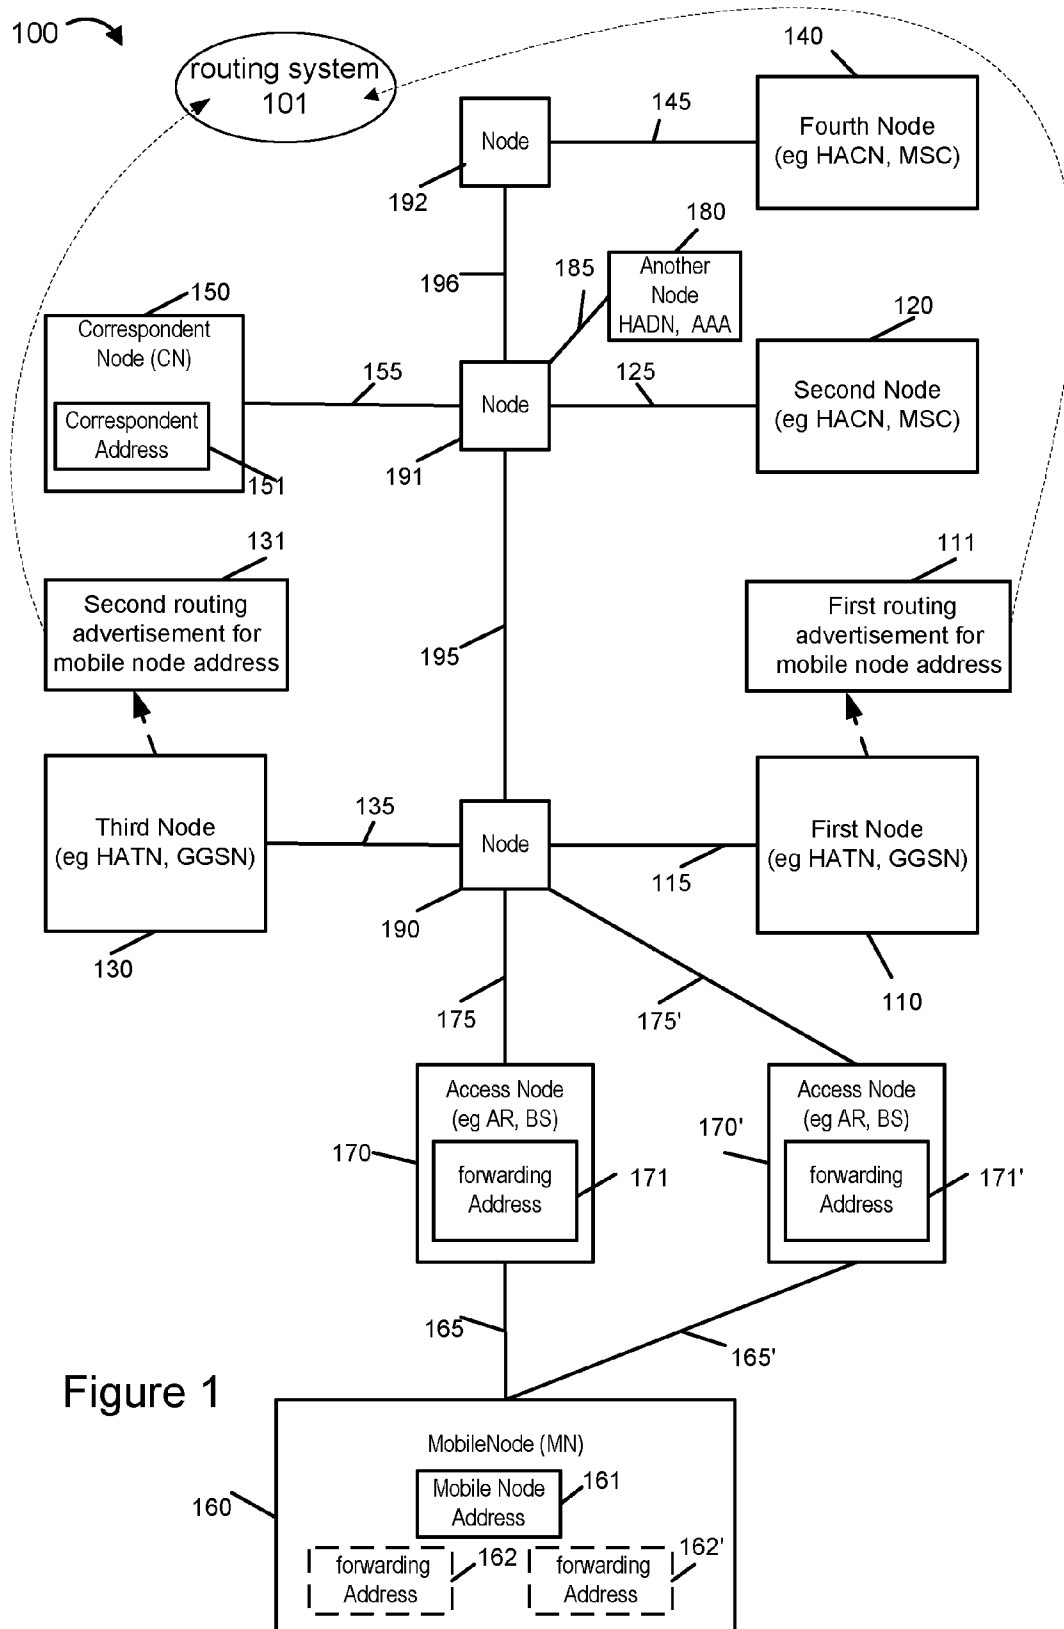 100
routing system
101
140
145
Node
Fourth Node
(eg HACN, MSC)
192
180
196
185
Another
Node
HADN, AAA
150
120
Correspondent
Node (CN)
155
Node
125
Second Node
(eg HACN, MSC)
Correspondent
Address
151
191
131
111
Second routing
advertisement for
mobile node address
First routing
advertisement for
mobile node address
195
135
Third Node
(eg HATN, GGSN)
Node
First Node
(eg HATN, GGSN)
115
190
130
110
175
175'
Access Node
(eg AR, BS)
Access Node
(eg AR, BS)
170
170'
forwarding
Address
171
forwarding
Address
171'
165
165'
Figure 1
MobileNode (MN)
160
Mobile Node
Address
161
forwarding
Address
162
forwarding
Address
162'